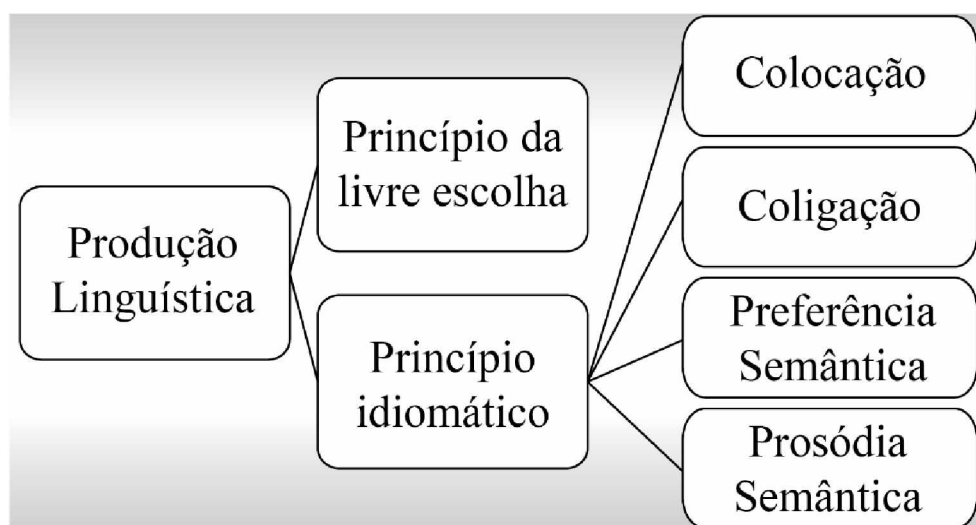 Produção
Linguística
Princípio da
livre escolha
Princípio
idiomático
Colocação
Coligação
Preferência
Semântica
Prosódia
Semântica